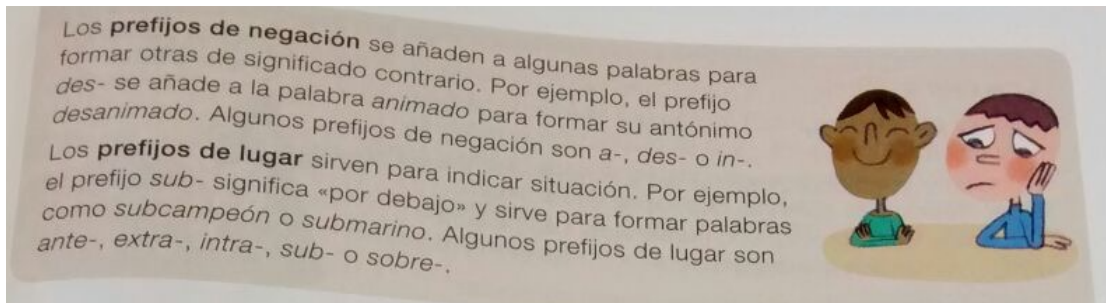 Los prefijos de negación se añaden a algunas palabras para
formar otras de significado contrario. Por ejemplo, el prefijo
des- se añade a la palabra animado para formar su antónimo
desanimado. Algunos prefijos de negación son a-, des- o in-.
Los prefijos de lugar sirven para indicar situación. Por ejemplo,
el prefijo sub- significa «por debajo» y sirve para formar palabras
como subcampeón o submarino. Algunos prefijos de lugar son
ante-, extra-, intra-, sub- o sobre-.